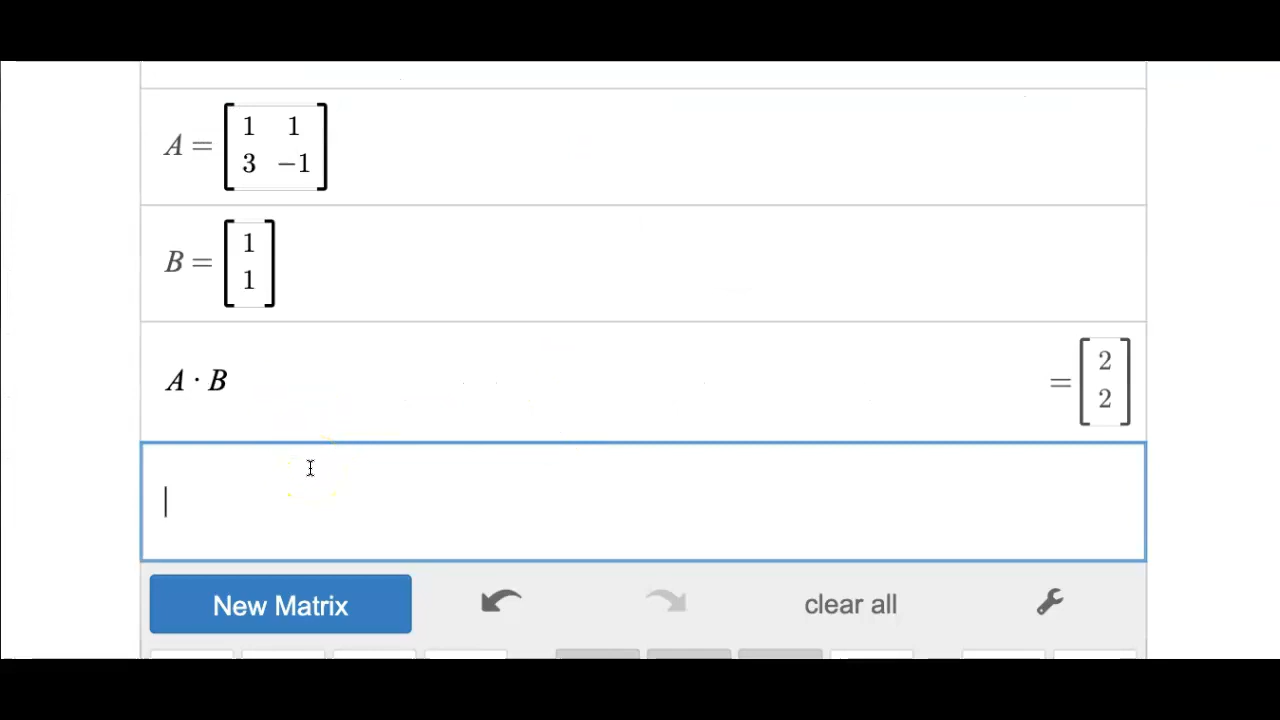 A = [1 1
3 −1]
B = [1
1]
A · B = [2
2]
New Matrix clear all